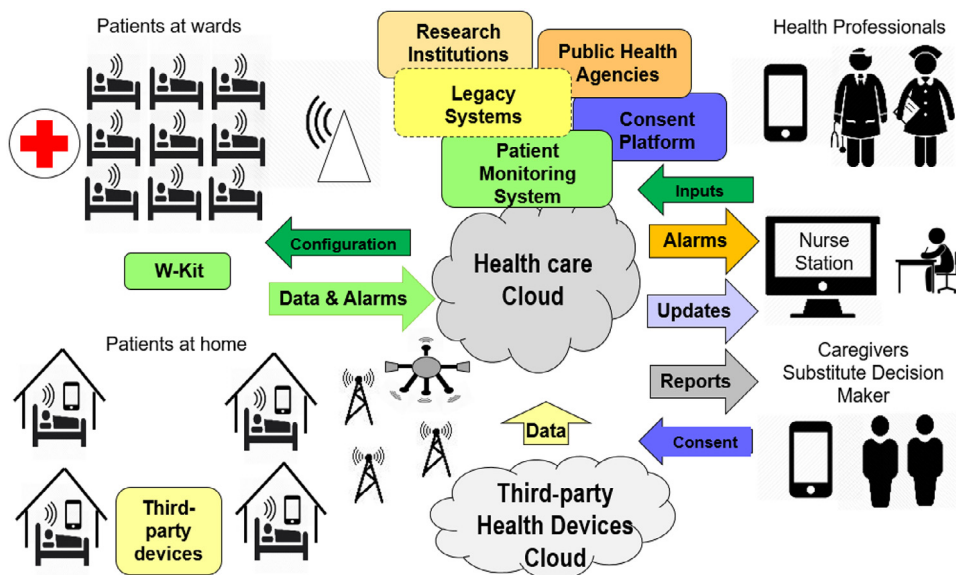 Patients at wards
Research
Institutions
Public Health
Agencies
Health Professionals
Legacy
Systems
Consent
Platform
Patient
Monitoring
System
Inputs
Configuration
Alarms
Nurse
Station
W-Kit
Health care
Cloud
Data & Alarms
Updates
Patients at home
Caregivers
Substitute Decision
Maker
Reports
Data
Consent
Third-party
Health Devices
Cloud
Third-
party
devices